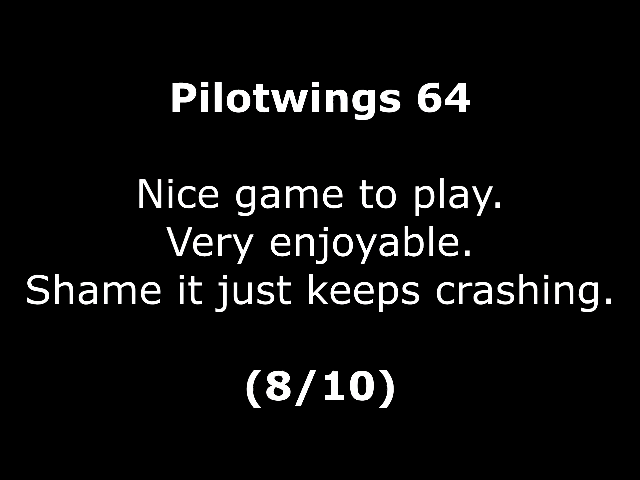 Pilotwings 64
Nice game to play.
Very enjoyable.
Shame it just keeps crashing.
(8/10)